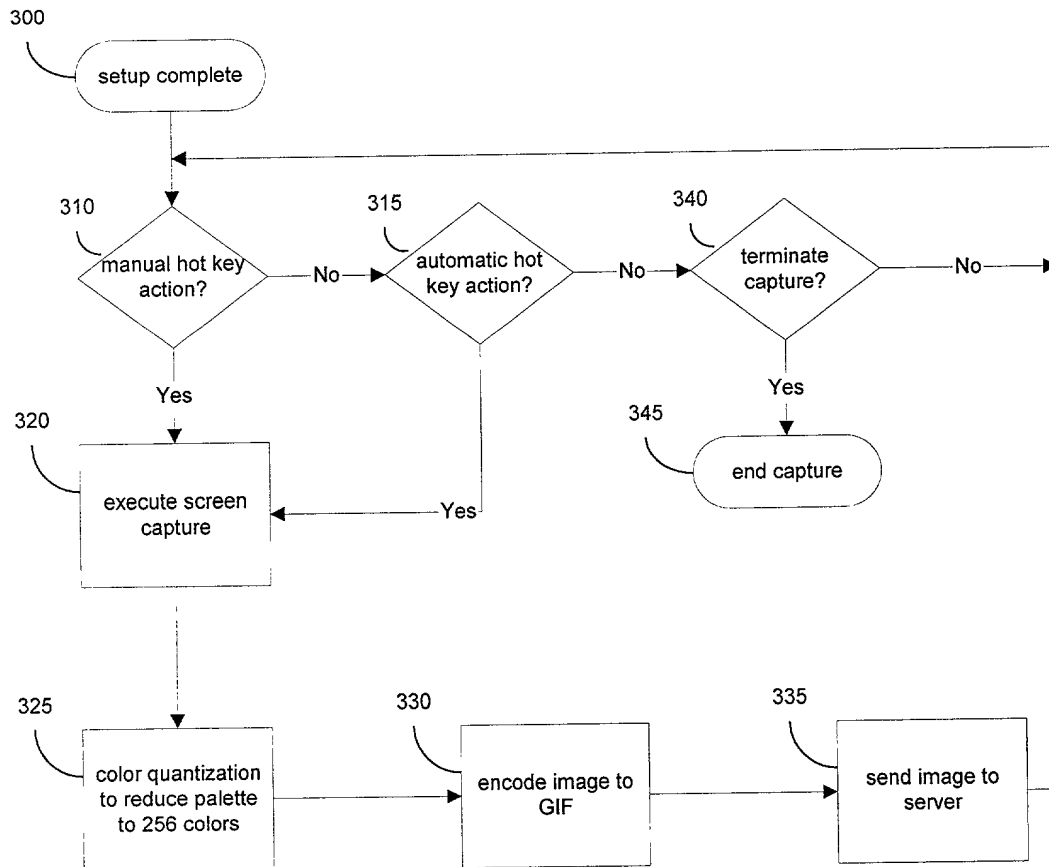 300
setup complete
310
manual hot key
action?
No
315
automatic hot
key action?
No
340
terminate
capture?
No
Yes
Yes
Yes
320
execute screen
capture
345
end capture
325
color quantization
to reduce palette
to 256 colors
330
encode image to
GIF
335
send image to
server